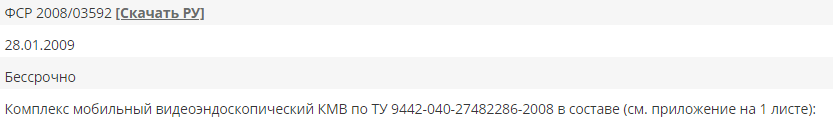 ФСР 2008/03592 [Скачать РУ]
28.01.2009
Бессрочно
Комплекс мобильный видеоэндоскопический КМВ по ТУ 9442-040-27482286-2008 в составе (см. приложение на 1 листе):